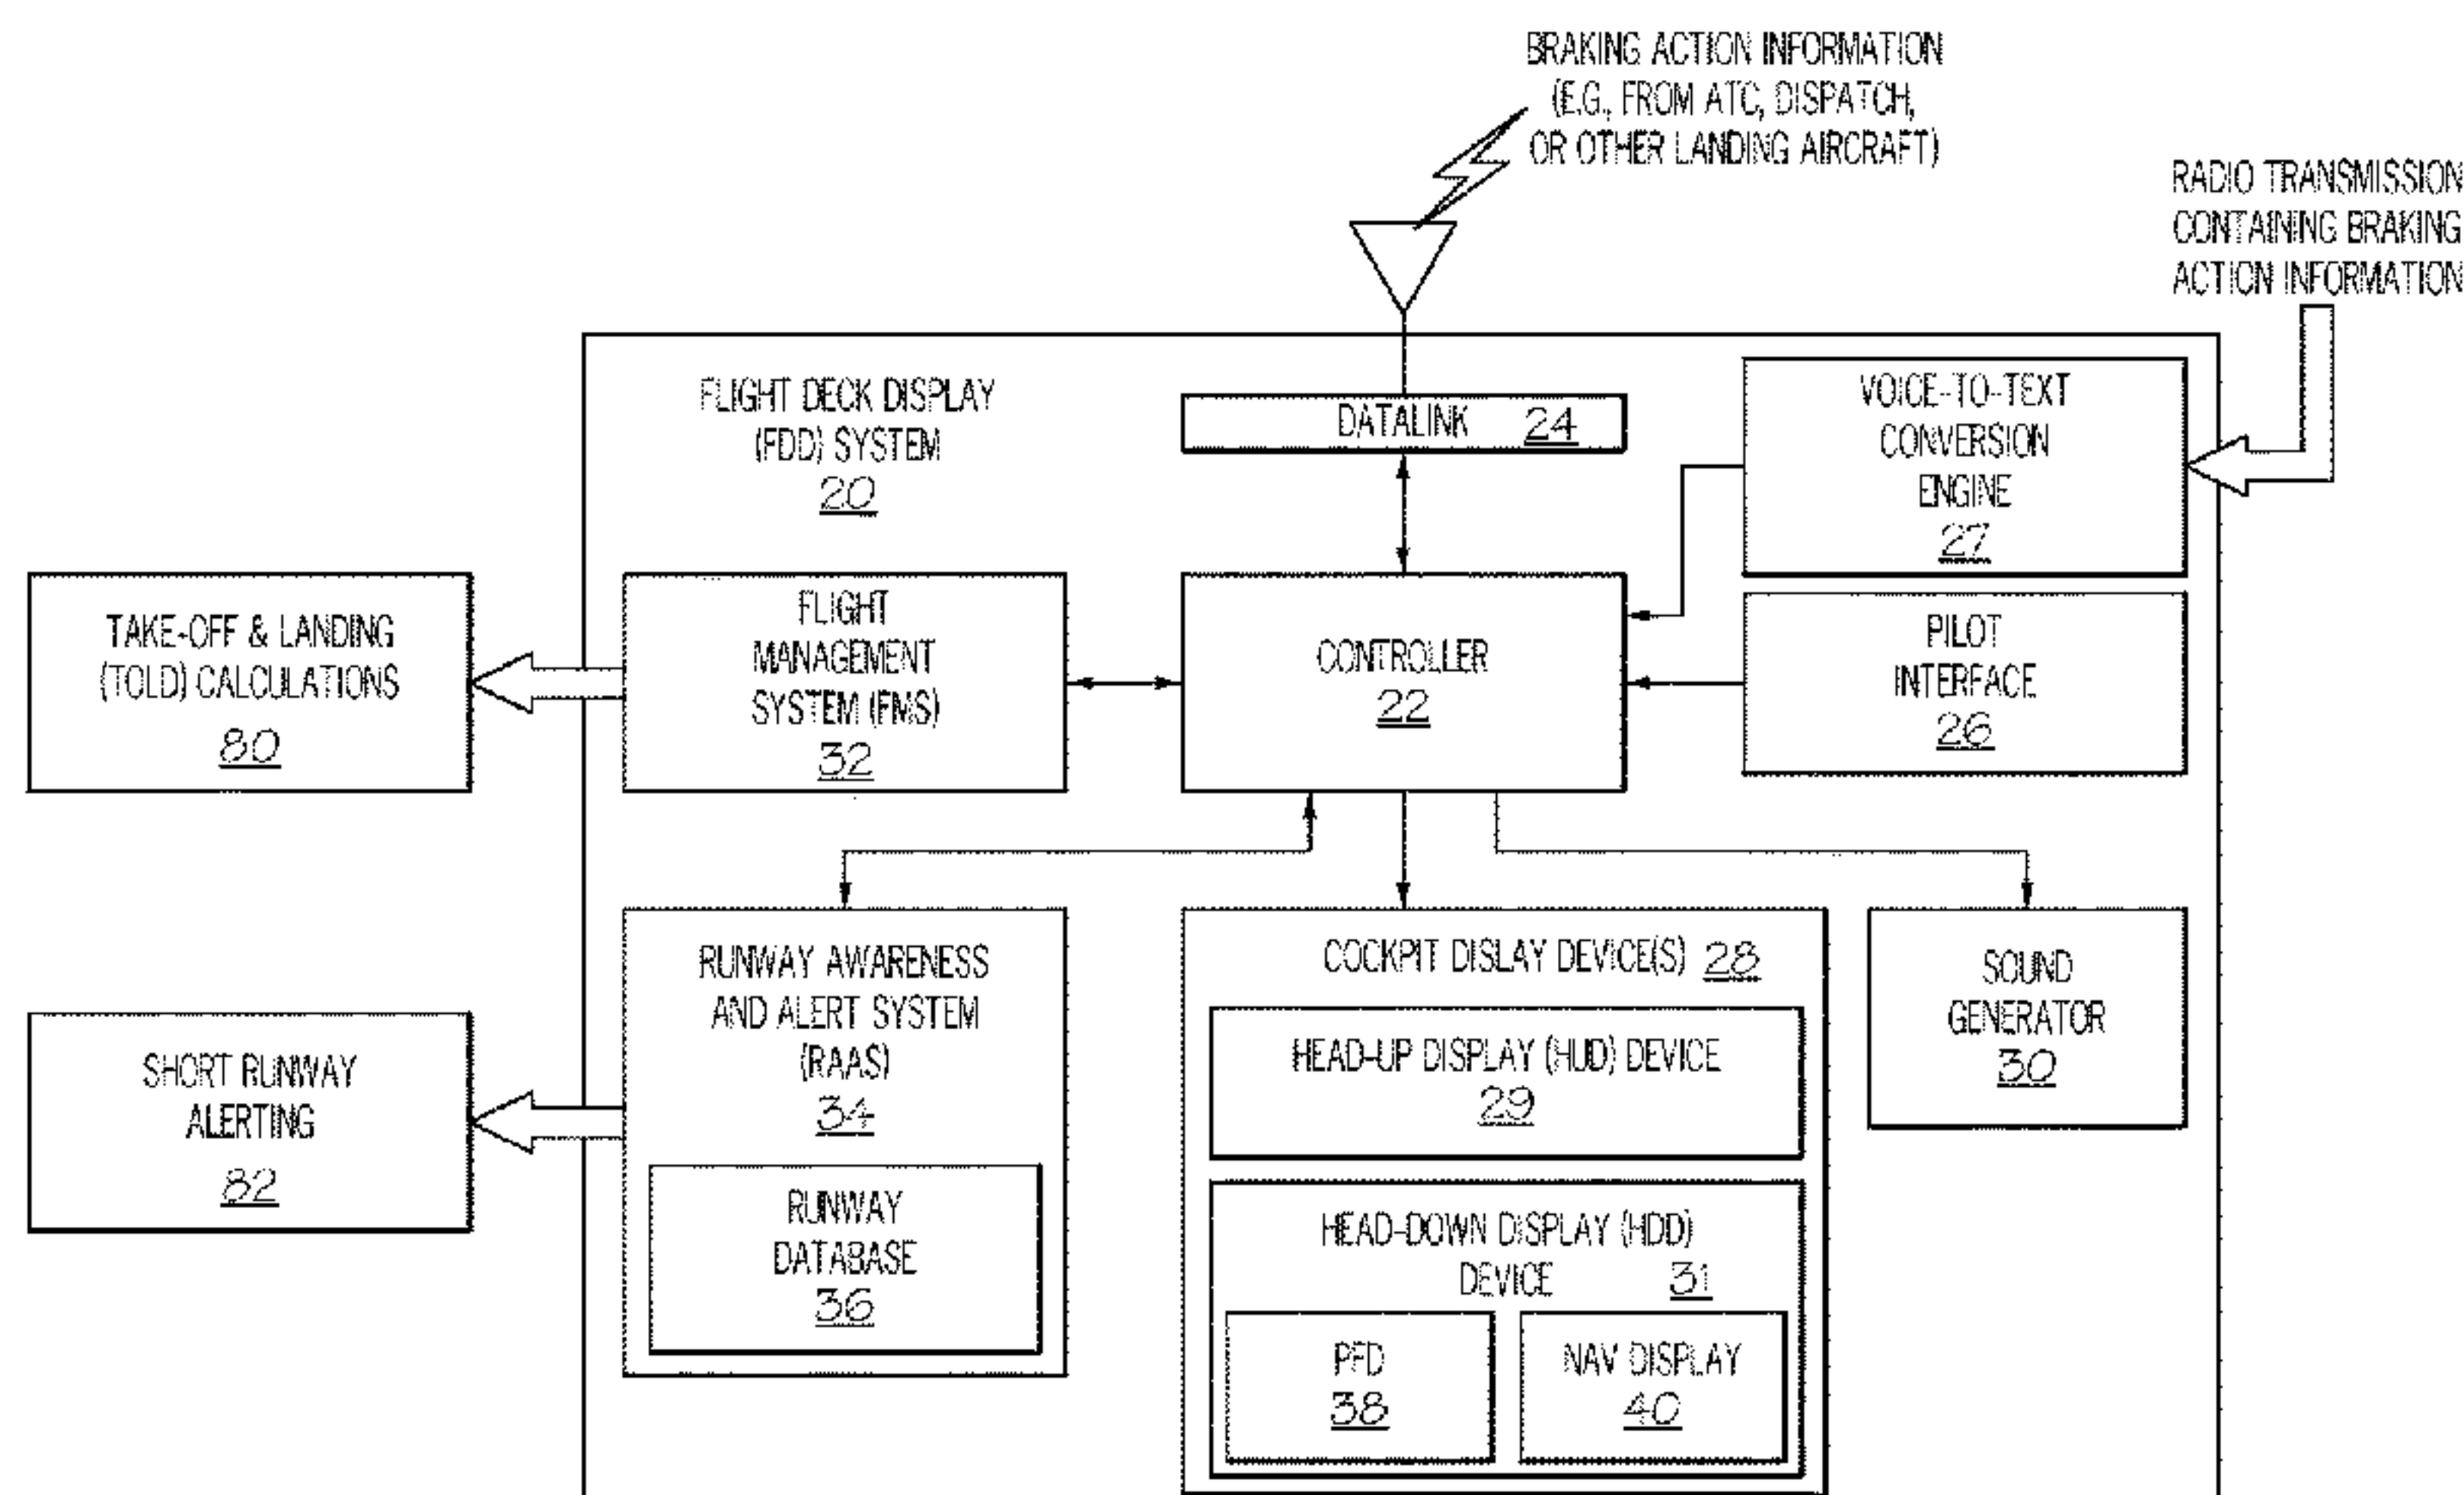 BRAKING ACTION INFORMATION
(E.G., FROM ATC, DISPATCH,
OR OTHER LANDING AIRCRAFT)
RADIO TRANSMISSION
CONTAINING BRAKING
ACTION INFORMATION
FLIGHT DECK DISPLAY
(FDD) SYSTEM
20
DATALINK 24
VOICE-TO-TEXT
CONVERSION
ENGINE
27
TAKE-OFF & LANDING
(TOLD) CALCULATIONS
80
FLIGHT
MANAGEMENT
SYSTEM (FMS)
32
CONTROLLER
22
PILOT
INTERFACE
26
RUNWAY AWARENESS
AND ALERT SYSTEM
(RAAS)
34
RUNWAY
DATABASE
36
SHORT RUNWAY
ALERTING
82
COCKPIT DISLAY DEVICE(S) 28
HEAD-UP DISPLAY (HUD) DEVICE
29
HEAD-DOWN DISPLAY (HDD)
DEVICE 31
PFD
38
NAV DISPLAY
40
SOUND
GENERATOR
30